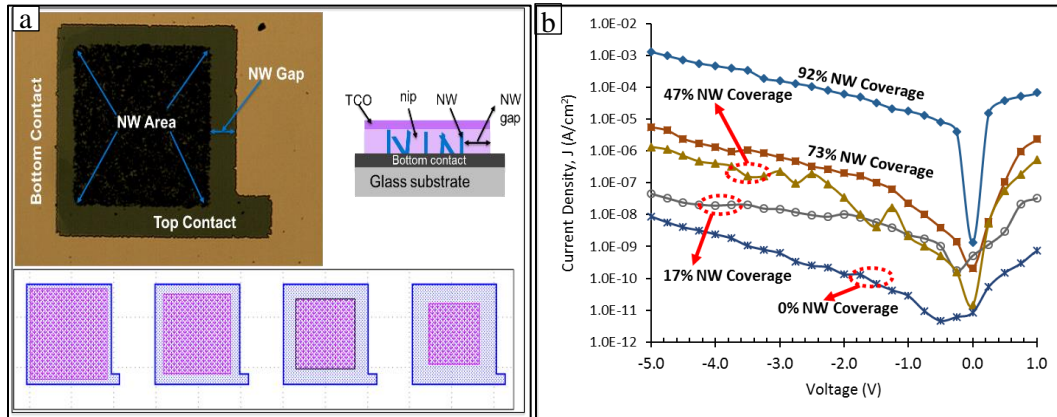 a
Bottom Contact
NW Gap
NW Area
Top Contact
TCO
nip
NW
NW
gap
Bottom contact
Glass substrate
b
Current Density, J (A/cm²)
1.0E-02
1.0E-03
1.0E-04
1.0E-05
1.0E-06
1.0E-07
1.0E-08
1.0E-09
1.0E-10
1.0E-11
1.0E-12
92% NW Coverage
47% NW Coverage
73% NW Coverage
17% NW Coverage
0% NW Coverage
-5.0
-4.0
-3.0
-2.0
-1.0
0.0
1.0
Voltage (V)